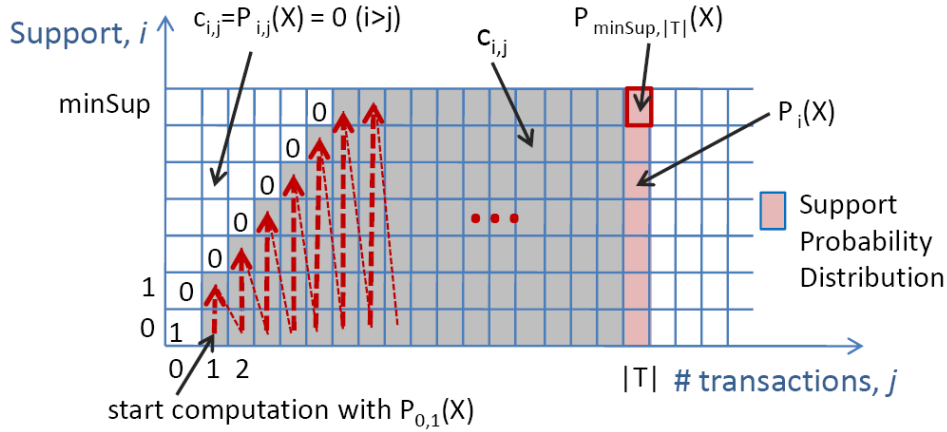 c_{i,j}=P_{i,j}(X) = 0 (i>j)
P_{minSup,|T|}(X)
Support, i
c_{i,j}
minSup
0
P_i(X)
0
0
0
Support
Probability
Distribution
0
1
0
0
1
0
1
2
|T|
# transactions, j
start computation with P_{0,1}(X)